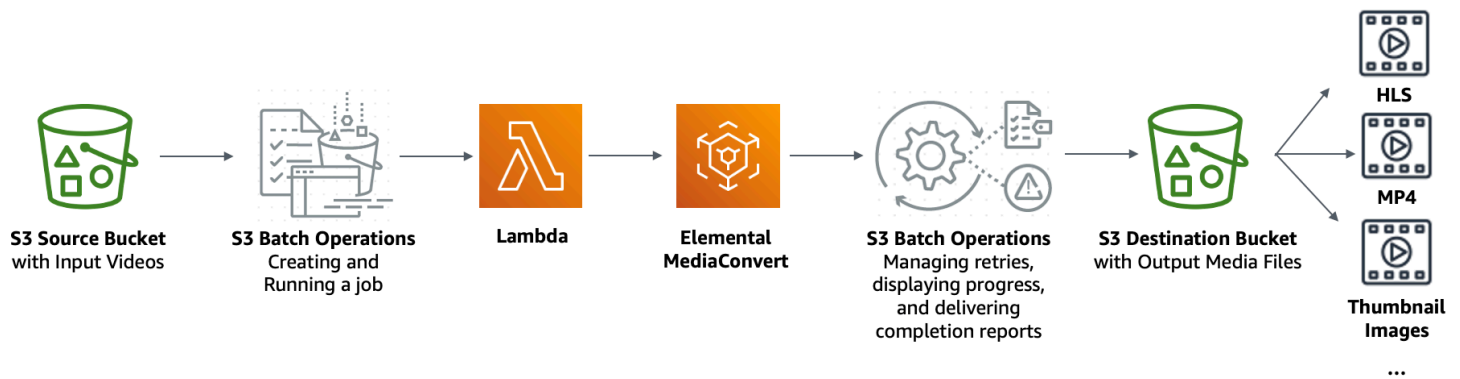 S3 Source Bucket
with Input Videos
S3 Batch Operations
Creating and
Running a job
Lambda
Elemental
MediaConvert
S3 Batch Operations
Managing retries,
displaying progress,
and delivering
completion reports
S3 Destination Bucket
with Output Media Files
HLS
MP4
Thumbnail
Images
...